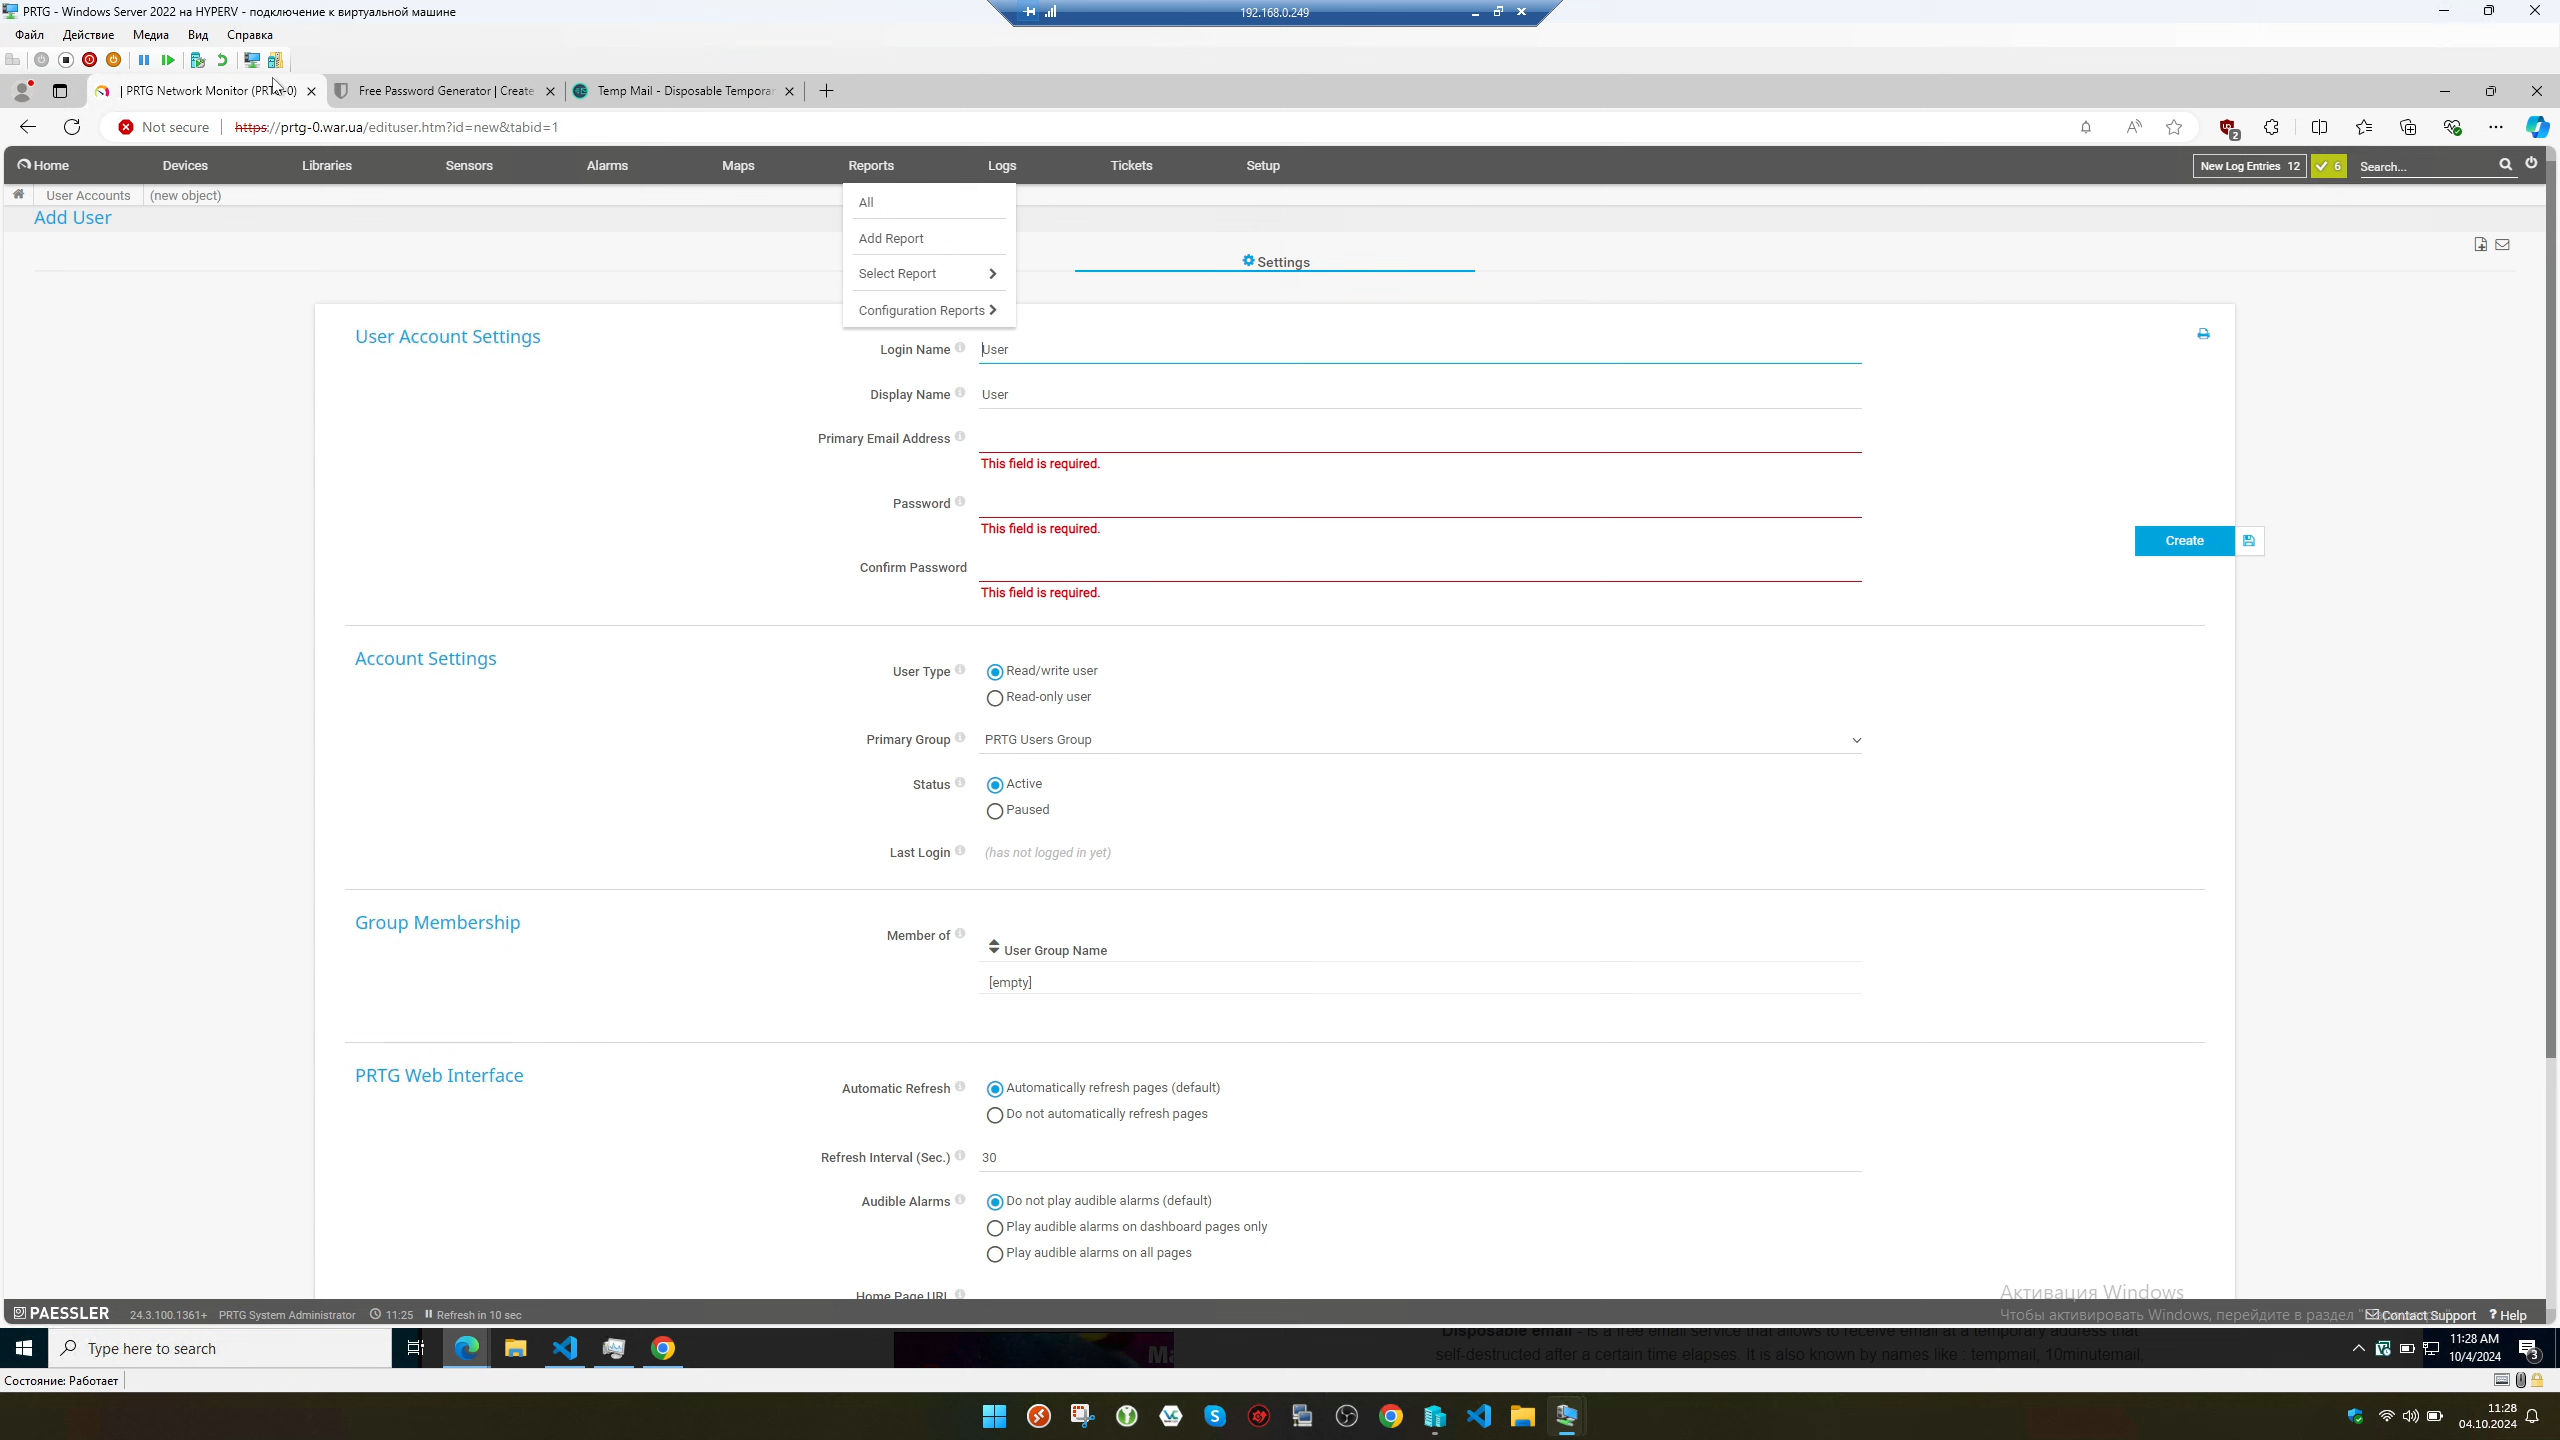 PRTG - Windows Server 2022 на HYPERV - подключение к виртуальной машине
192.168.0.249
Файл Действие Медиа Вид Справка
| PRTG Network Monitor (PRTG-0) Free Password Generator | Create Temp Mail - Disposable Tempora
Not secure https://prtg-0.war.ua/edituser.htm?id=new&tabid=1
2
Home Devices Libraries Sensors Alarms Maps Reports Logs Tickets Setup New Log Entries 12 6 Search...
User Accounts (new object)
All
Add User
Add Report
Settings
Select Report
Configuration Reports
User Account Settings
Login Name User
Display Name User
Primary Email Address
This field is required.
Password
This field is required.
Create
Confirm Password
This field is required.
Account Settings
User Type Read/write user
Read-only user
Primary Group PRTG Users Group
Status Active
Paused
Last Login (has not logged in yet)
Group Membership
Member of
User Group Name
[empty]
PRTG Web Interface
Automatic Refresh Automatically refresh pages (default)
Do not automatically refresh pages
Refresh Interval (Sec.) 30
Audible Alarms Do not play audible alarms (default)
Play audible alarms on dashboard pages only
Play audible alarms on all pages
Home Page URL
Активация Windows
Чтобы активировать Windows, перейдите в раздел
PAESSLER 24.3.100.1361+ PRTG System Administrator 11:25 Refresh in 10 sec Contact Support ? Help
Disposable email - is a free email service that allows to receive email at a temporary address that
self-destructed after a certain time elapses. It is also known by names like : tempmail, 10minutemail,
Type here to search
Ma
11:28 AM
10/4/2024
3
Состояние: Работает
11:28
04.10.2024